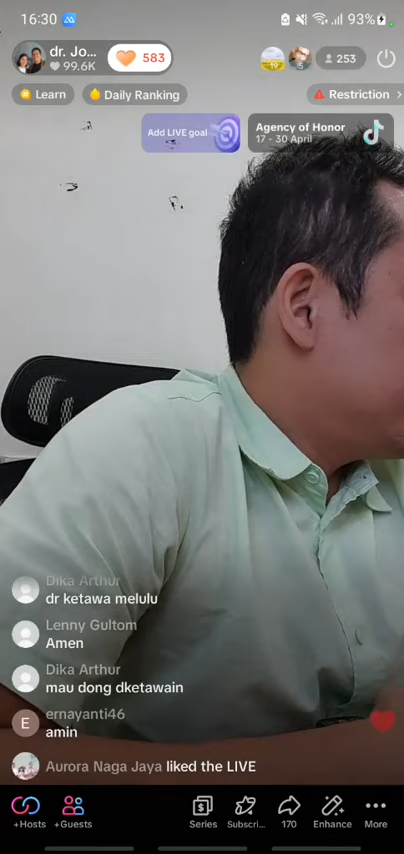 16:30
93%
dr. Jo...
99.6K
583
19
5
253
Learn
Daily Ranking
Restriction
Add LIVE goal
Agency of Honor
17 - 30 April
Dika Arthur
dr ketawa melulu
Lenny Gultom
Amen
Dika Arthur
mau dong dketawain
E
ernayanti46
amin
Aurora Naga Jaya liked the LIVE
+Hosts
+Guests
Series
Subscri...
170
Enhance
More